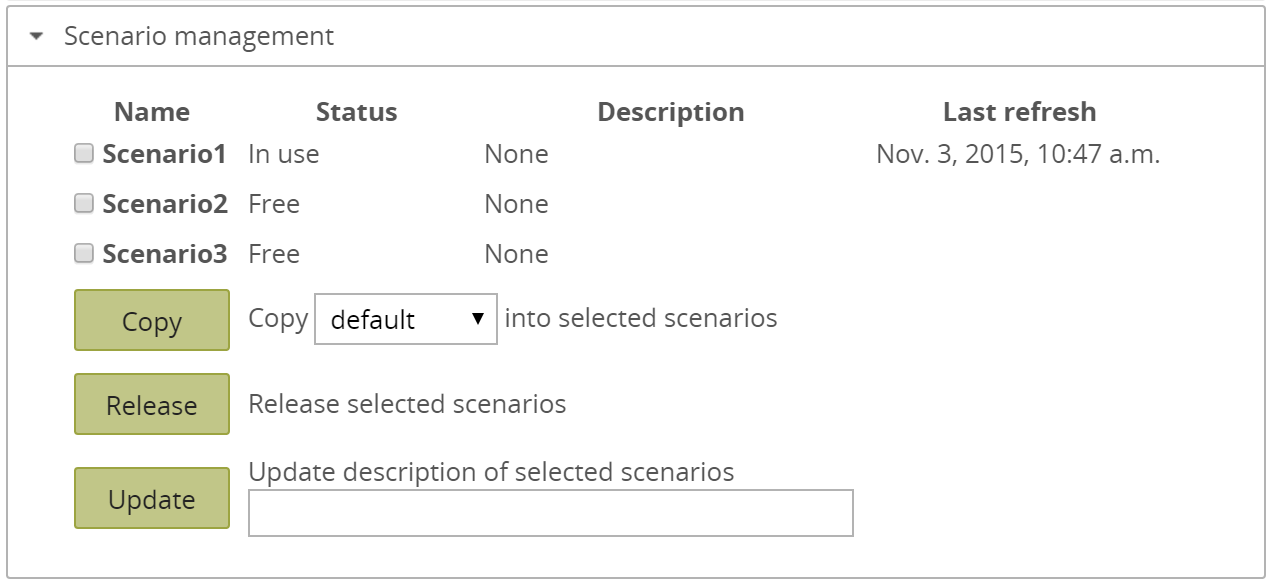 Scenario management
Name Status Description Last refresh
Scenario1 In use None Nov. 3, 2015, 10:47 a.m.
Scenario2 Free None
Scenario3 Free None
Copy Copy default into selected scenarios
Release Release selected scenarios
Update description of selected scenarios
Update